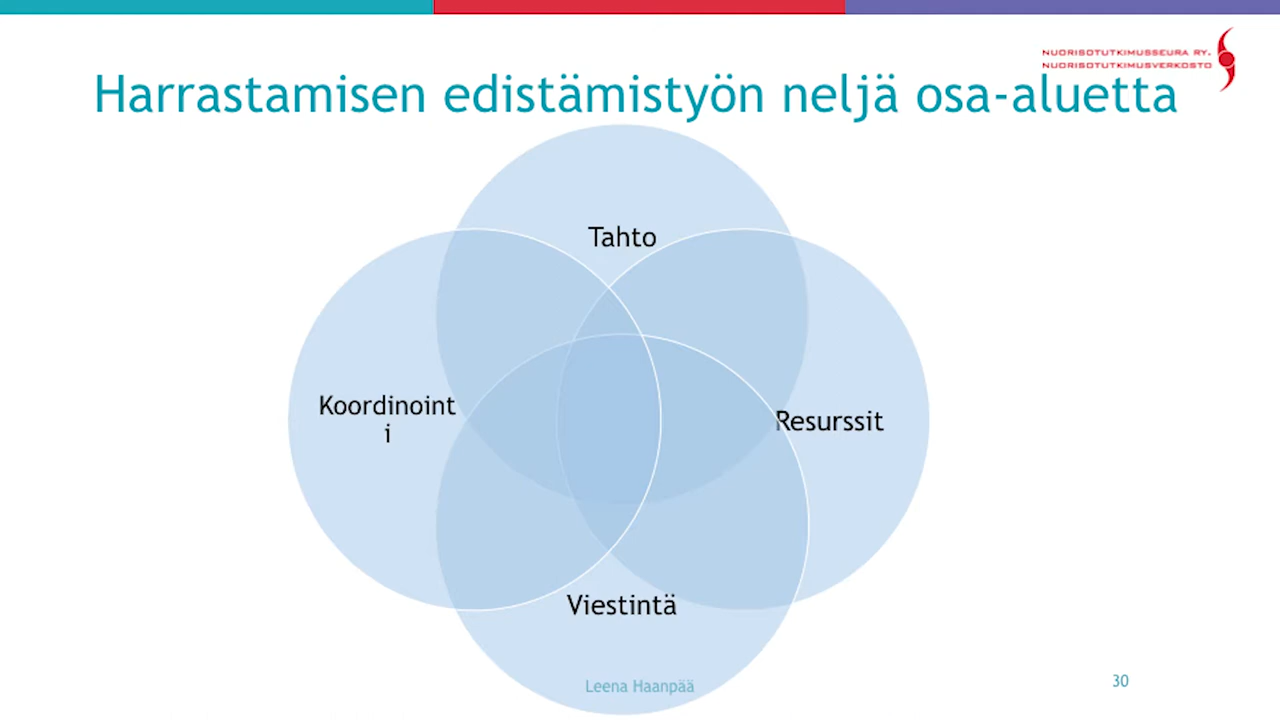 NUORISOTUTKIMUSSEURA RY.
NUORISOTUTKIMUSVERKOSTO
Harrastamisen edistämistyön neljä osa-aluetta
Tahto
Koordinoint
i
Resurssit
Viestintä
Leena Haanpää
30